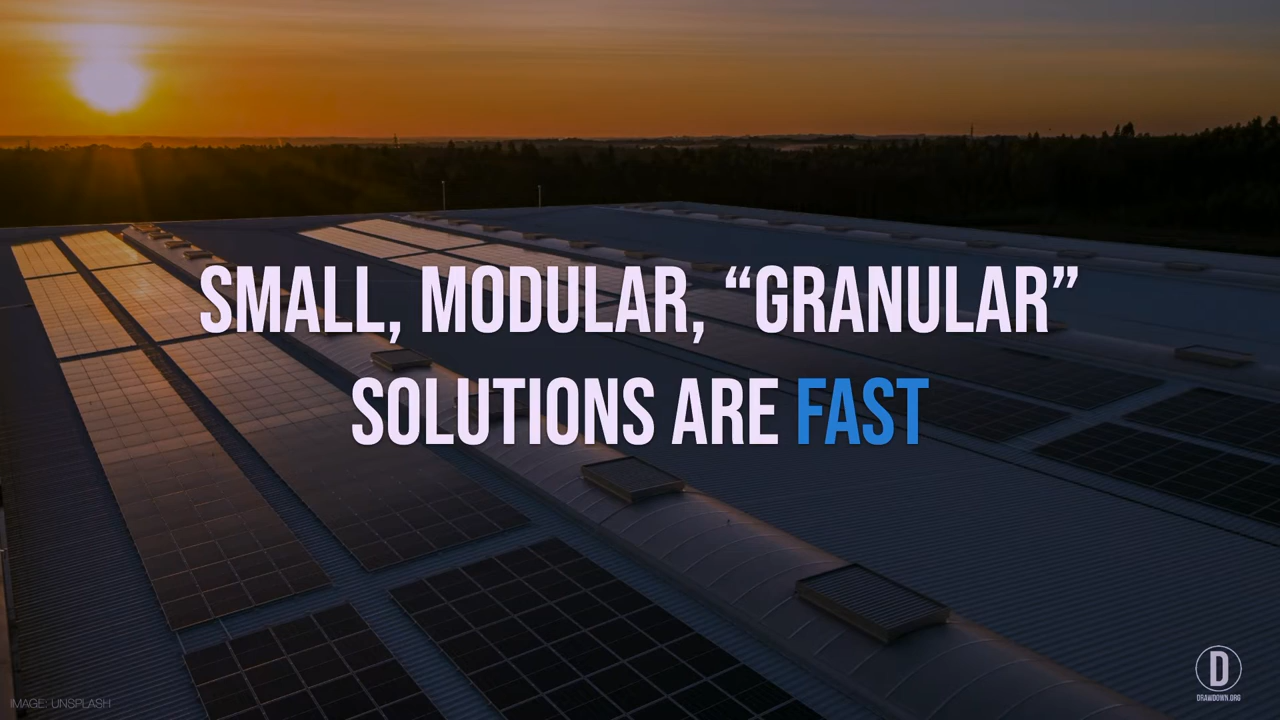 SMALL, MODULAR, “GRANULAR”
SOLUTIONS ARE FAST
D
DRAWDOWN.ORG
IMAGE: UNSPLASH